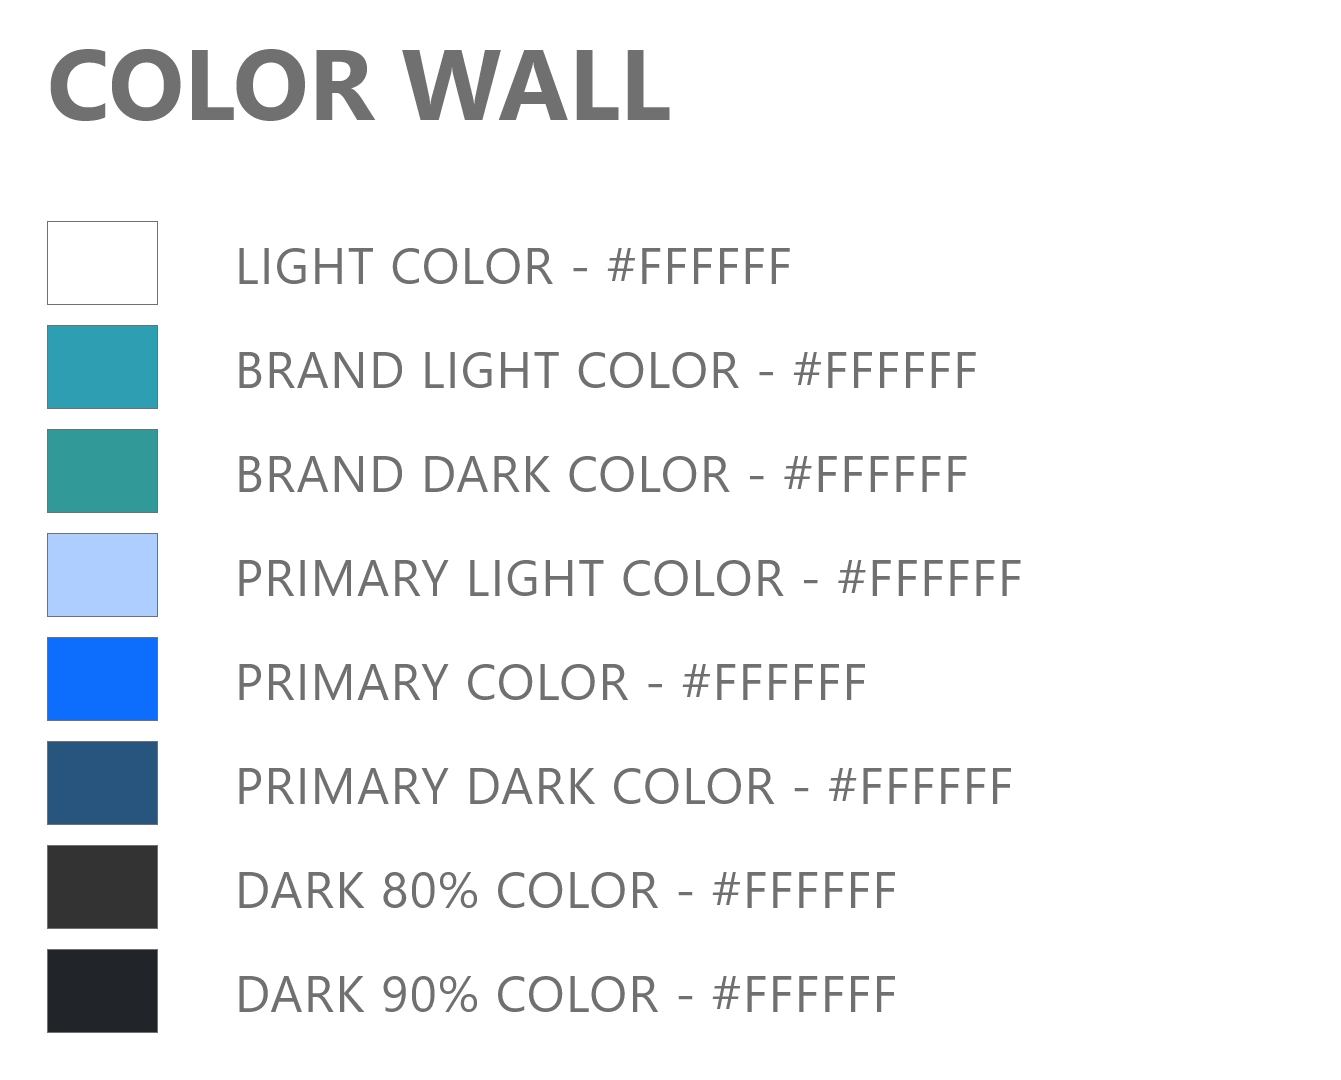 COLOR WALL
LIGHT COLOR - #FFFFFF
BRAND LIGHT COLOR - #FFFFFF
BRAND DARK COLOR - #FFFFFF
PRIMARY LIGHT COLOR - #FFFFFF
PRIMARY COLOR - #FFFFFF
PRIMARY DARK COLOR - #FFFFFF
DARK 80% COLOR - #FFFFFF
DARK 90% COLOR - #FFFFFF